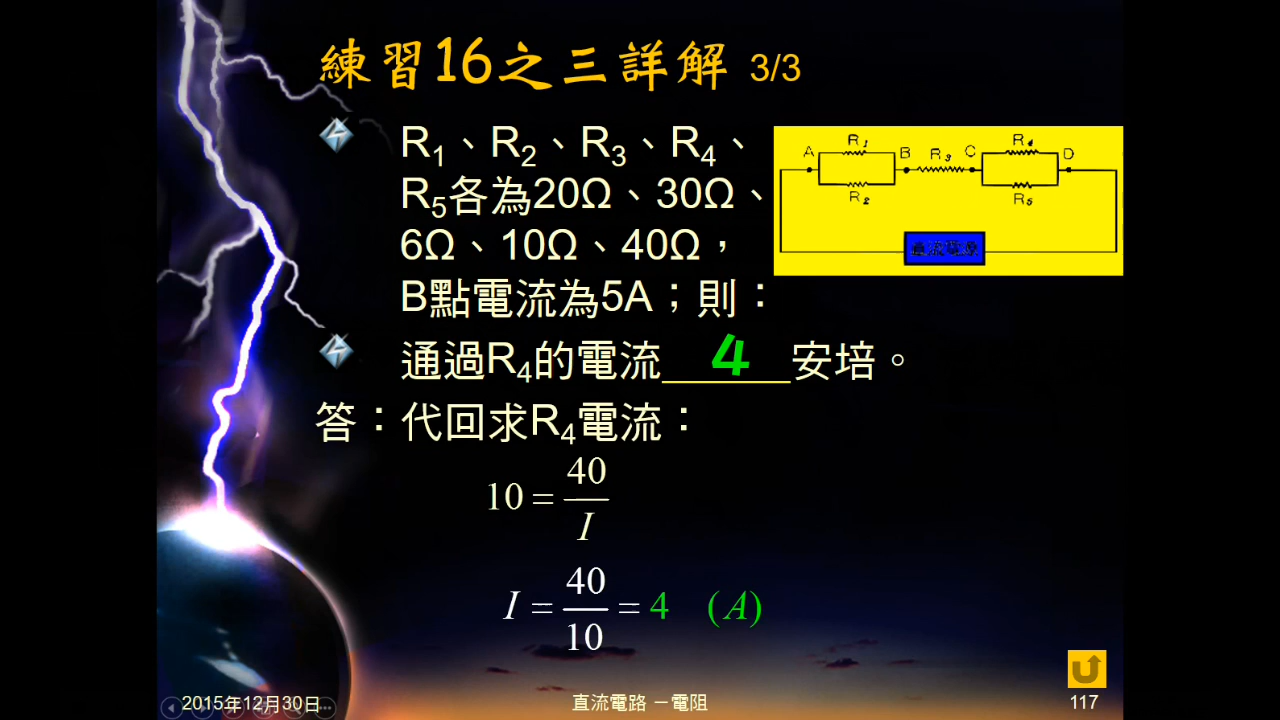 練習16之三詳解 3/3
R1、R2、R3、R4、
R5各為20Ω、30Ω、
6Ω、10Ω、40Ω，
B點電流為5A；則：
A R1 B R3 C R4 D
R2 R5
直流電源
通過R4的電流 4 安培。
答：代回求R4電流：
10 = 40/I
I = 40/10 = 4 (A)
2015年12月30日 直流電路 －電阻 117